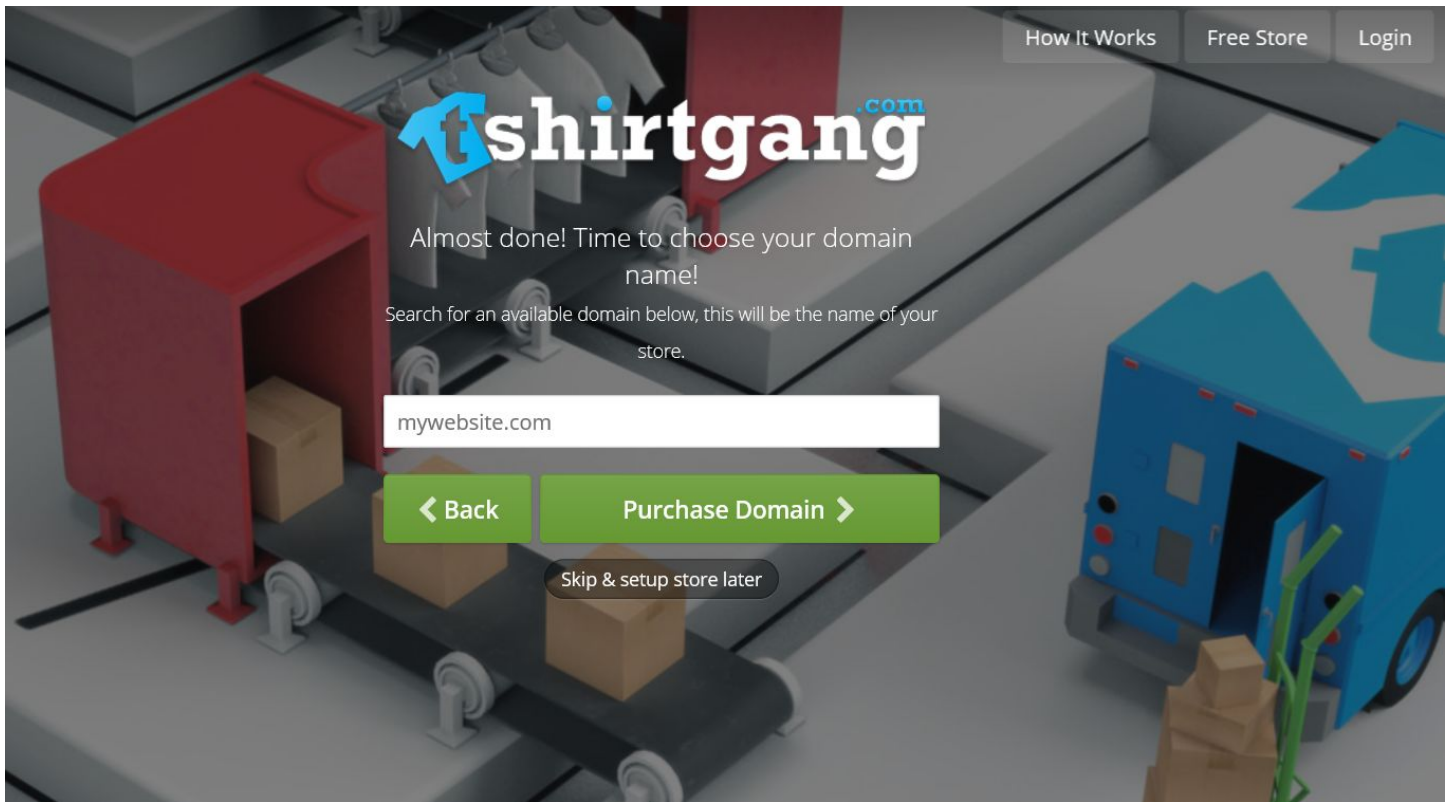 How It Works Free Store Login
tshirtgang.com
Almost done! Time to choose your domain
name!
Search for an available domain below, this will be the name of your
store.
mywebsite.com
Back Purchase Domain
Skip & setup store later